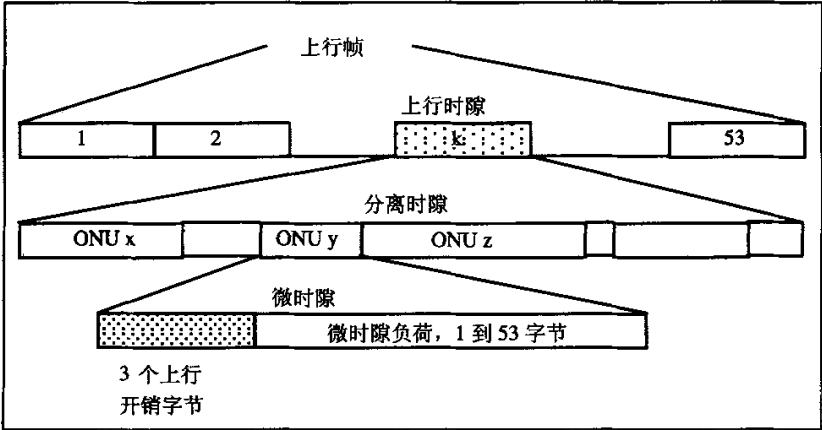 上行帧
上行时隙
1 2 k 53
分离时隙
ONU x ONU y ONU z
微时隙
微时隙负荷，1 到 53 字节
3 个上行
开销字节